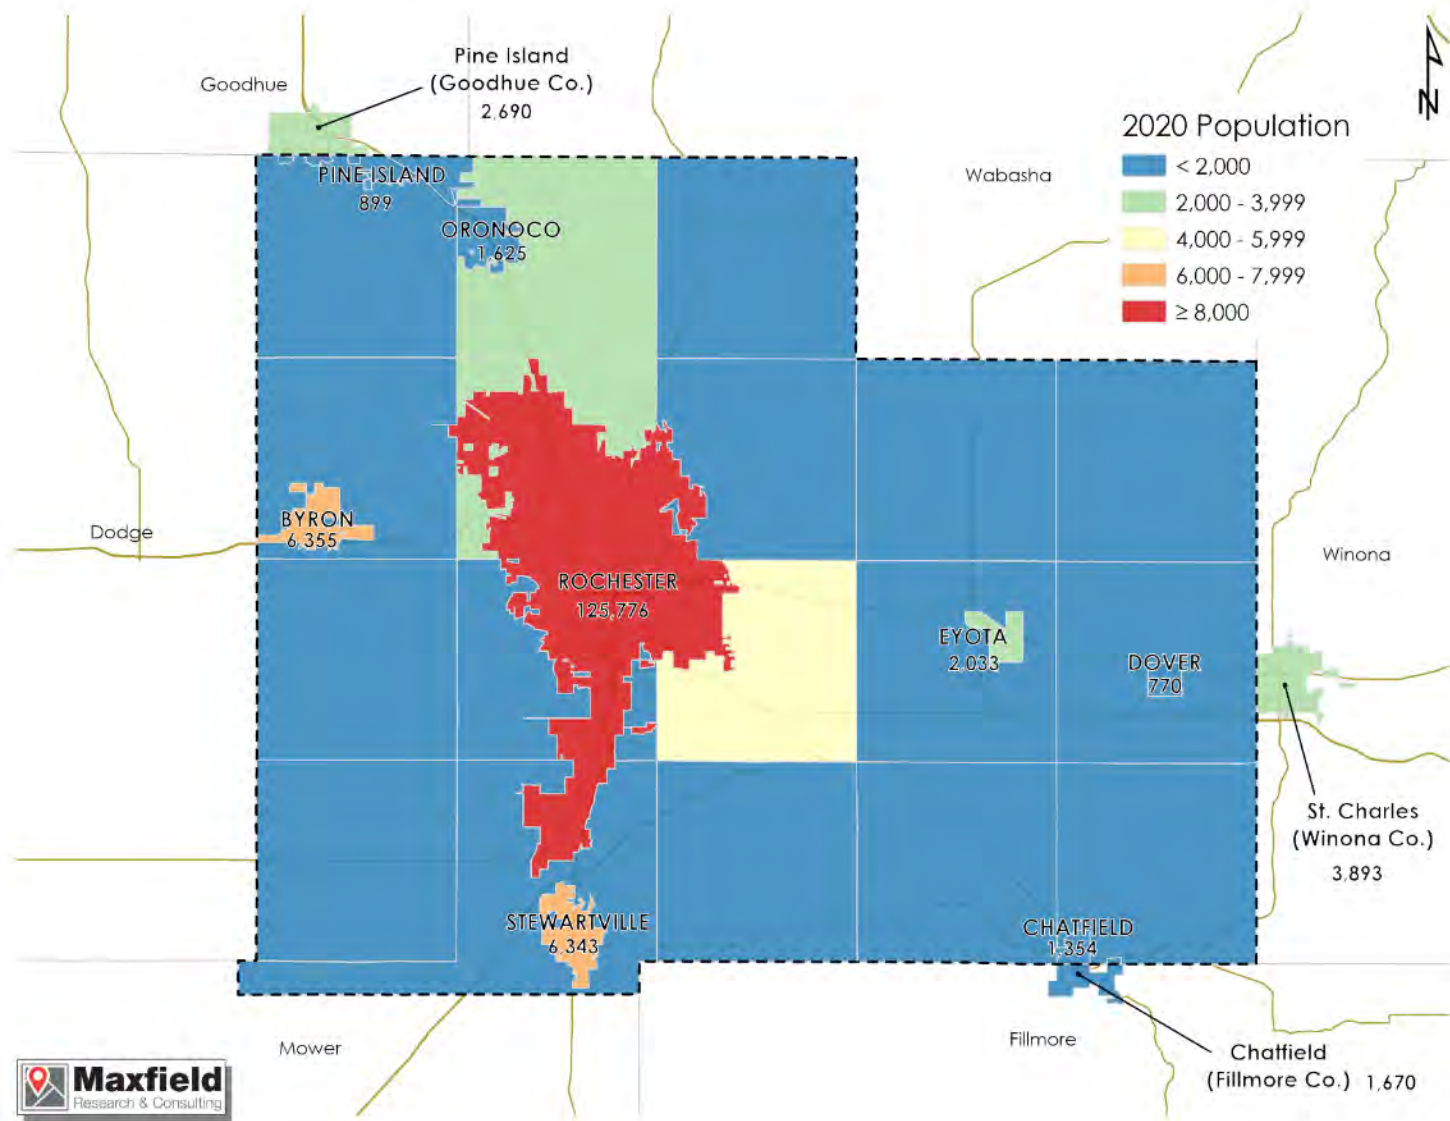 Pine Island
(Goodhue Co.)
2,690
Goodhue
N
2020 Population
< 2,000
2,000 - 3,999
4,000 - 5,999
6,000 - 7,999
≥ 8,000
Wabasha
PINE ISLAND
899
ORONOCO
1,625
BYRON
6,355
Dodge
Winona
ROCHESTER
125,776
EYOTA
2,033
DOVER
770
St. Charles
(Winona Co.)
3,893
STEWARTVILLE
6,343
CHATFIELD
1,354
Mower
Fillmore
Chatfield
(Fillmore Co.) 1,670
Maxfield
Research & Consulting